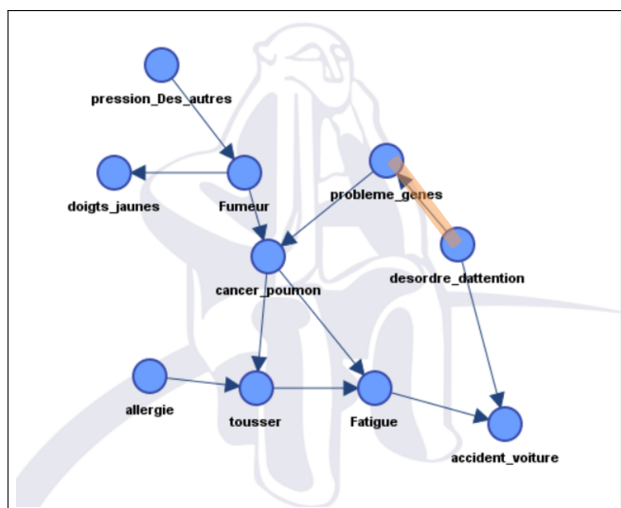 pression_Des_autres
probleme_genes
doigts_jaunes
Fumeur
desordre_dattention
cancer_poumon
allergie
tousser
Fatigue
accident_voiture